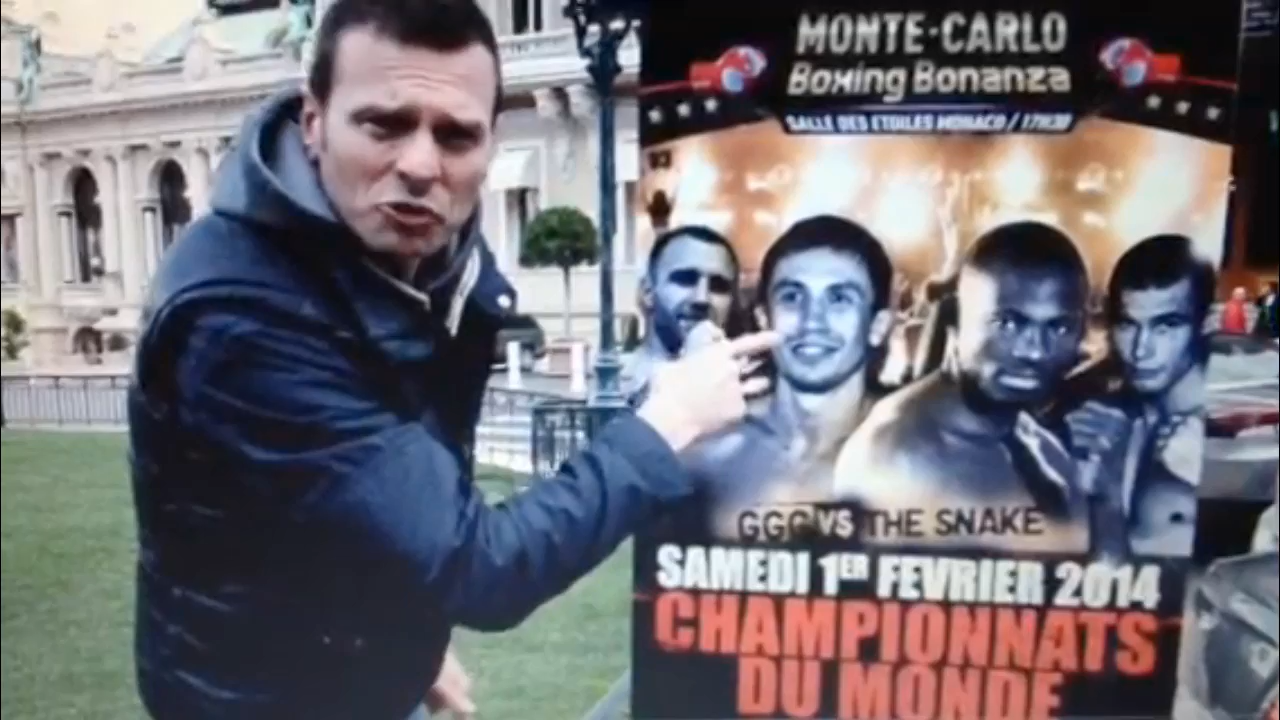 MONTE-CARLO
Boxing Bonanza
SALLE DES ETOILES MONACO / 17H30
GGG VS THE SNAKE
SAMEDI 1ER FEVRIER 2014
CHAMPIONNATS
DU MONDE